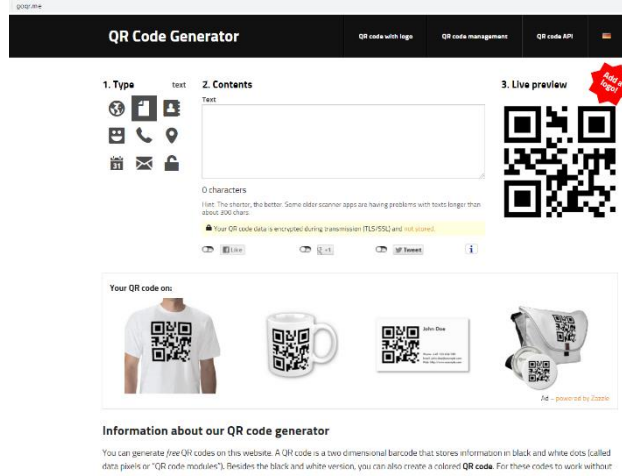 goqr.me
QR Code Generator
QR code with logo
QR code management
QR code API
1. Type
text
2. Contents
3. Live preview
Add a logo!
Text
31
0 characters
Hint: The shorter, the better. Some older scanner apps are having problems with texts longer than
about 300 chars.
Your QR code data is encrypted during transmission (TLS/SSL) and not stored.
Like
+1
Tweet
i
Your QR code on:
John Doe
Ad – powered by Zazzle
Information about our QR code generator
You can generate free QR codes on this website. A QR code is a two dimensional barcode that stores information in black and white dots (called
data pixels or "QR code modules"). Besides the black and white version, you can also create a colored QR code. For these codes to work without